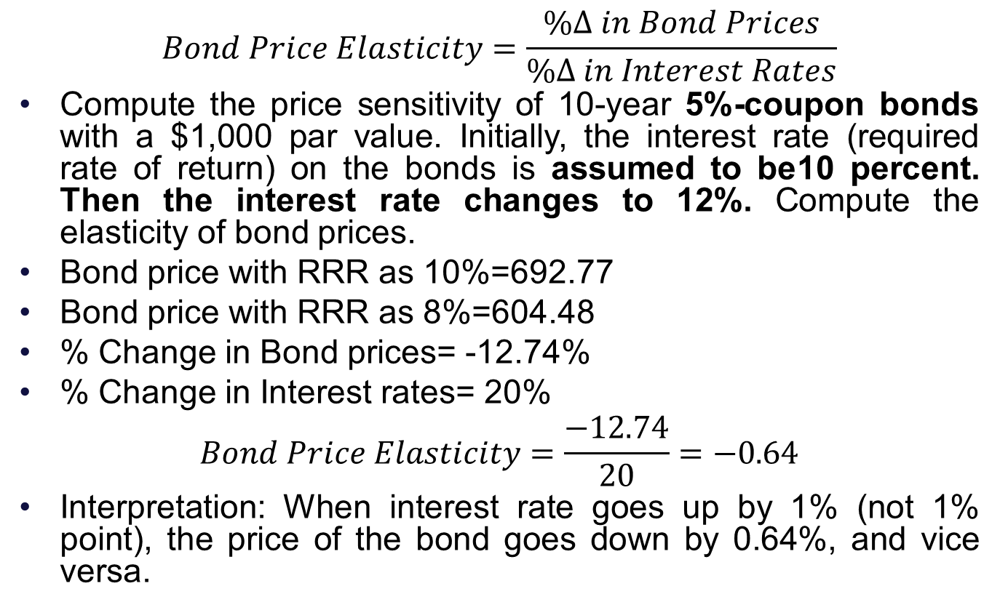 Bond Price Elasticity = %Δ in Bond Prices / %Δ in Interest Rates
• Compute the price sensitivity of 10-year 5%-coupon bonds
with a $1,000 par value. Initially, the interest rate (required
rate of return) on the bonds is assumed to be10 percent.
Then the interest rate changes to 12%. Compute the
elasticity of bond prices.
• Bond price with RRR as 10%=692.77
• Bond price with RRR as 8%=604.48
• % Change in Bond prices= -12.74%
• % Change in Interest rates= 20%
Bond Price Elasticity = −12.74 / 20 = −0.64
• Interpretation: When interest rate goes up by 1% (not 1%
point), the price of the bond goes down by 0.64%, and vice
versa.